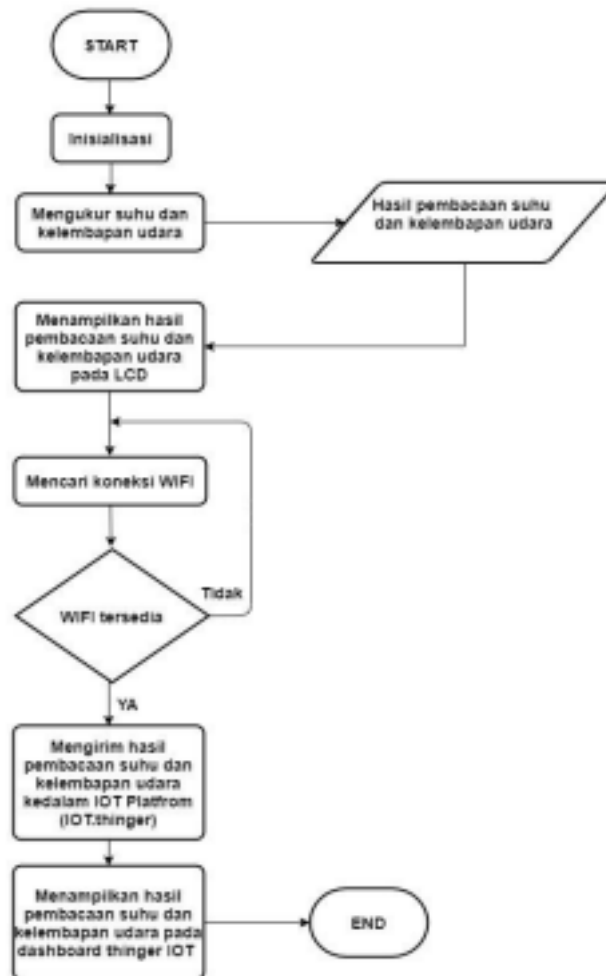 START
Inisialisasi
Mengukur suhu dan
kelembapan udara
Hasil pembacaan suhu
dan kelembapan udara
Menampilkan hasil
pembacaan suhu dan
kelembapan udara
pada LCD
Mencari koneksi WIFI
WIFI tersedia
Tidak
YA
Mengirim hasil
pembacaan suhu dan
kelembapan udara
kedalam IOT Platfrom
(IOT.thinger)
Menampilkan hasil
pembacaan suhu dan
kelembapan udara pada
dashboard thinger IOT
END